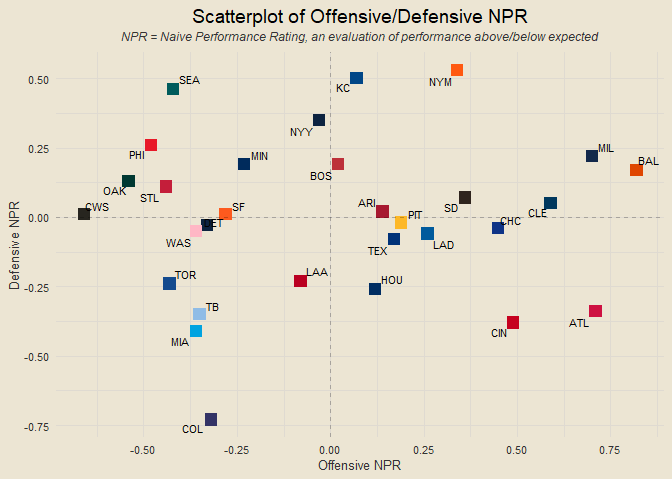 Scatterplot of Offensive/Defensive NPR
NPR = Naive Performance Rating, an evaluation of performance above/below expected
0.50
0.25
0.00
-0.25
-0.50
-0.75
Defensive NPR
SEA
KC
NYM
NYY
PHI
MIN
BOS
MIL
BAL
OAK
STL
CWS
SF
DET
WAS
ARI
PIT
SD
CLE
CHC
TEX
LAD
TOR
LAA
HOU
TB
MIA
CIN
ATL
COL
-0.50
-0.25
0.00
0.25
0.50
0.75
Offensive NPR